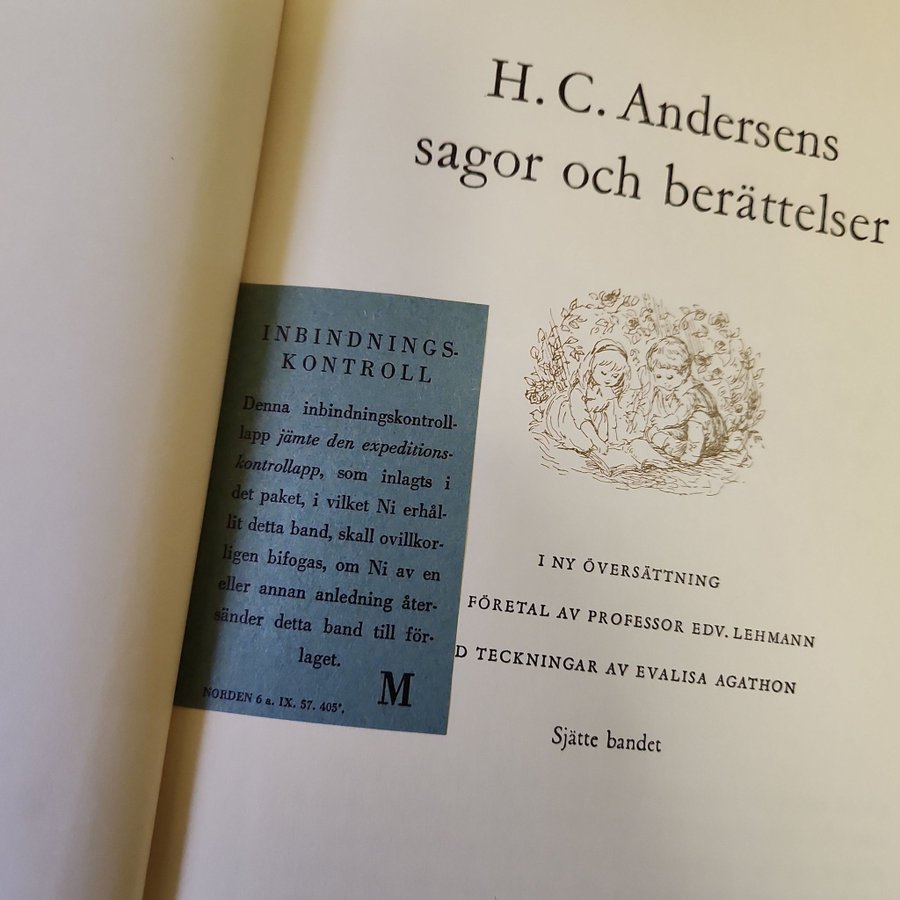 H. C. Andersens
sagor och berättelser
INBINDNINGS-
KONTROLL
Denna inbindningskontroll-
lapp jämte den expeditions-
kontrollapp, som inlagts i
det paket, i vilket Ni erhål-
lit detta band, skall ovillkor-
ligen bifogas, om Ni av en
eller annan anledning åter-
sänder detta band till för-
laget.
M
NORDEN 6 a. IX. 57. 405°.
I NY ÖVERSÄTTNING
FÖRETAL AV PROFESSOR EDV. LEHMANN
D TECKNINGAR AV EVALISA AGATHON
Sjätte bandet